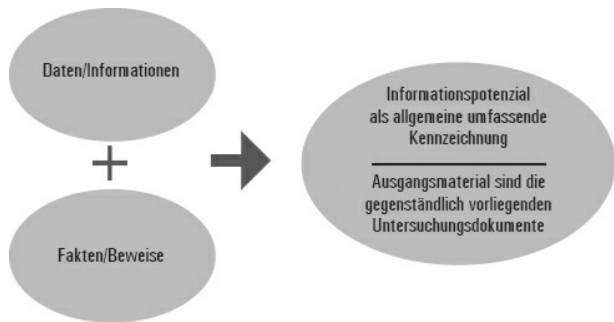 Daten/Informationen
+
Fakten/Beweise
Informationspotenzial
als allgemeine umfassende
Kennzeichnung
Ausgangsmaterial sind die
gegenständlich vorliegenden
Untersuchungsdokumente